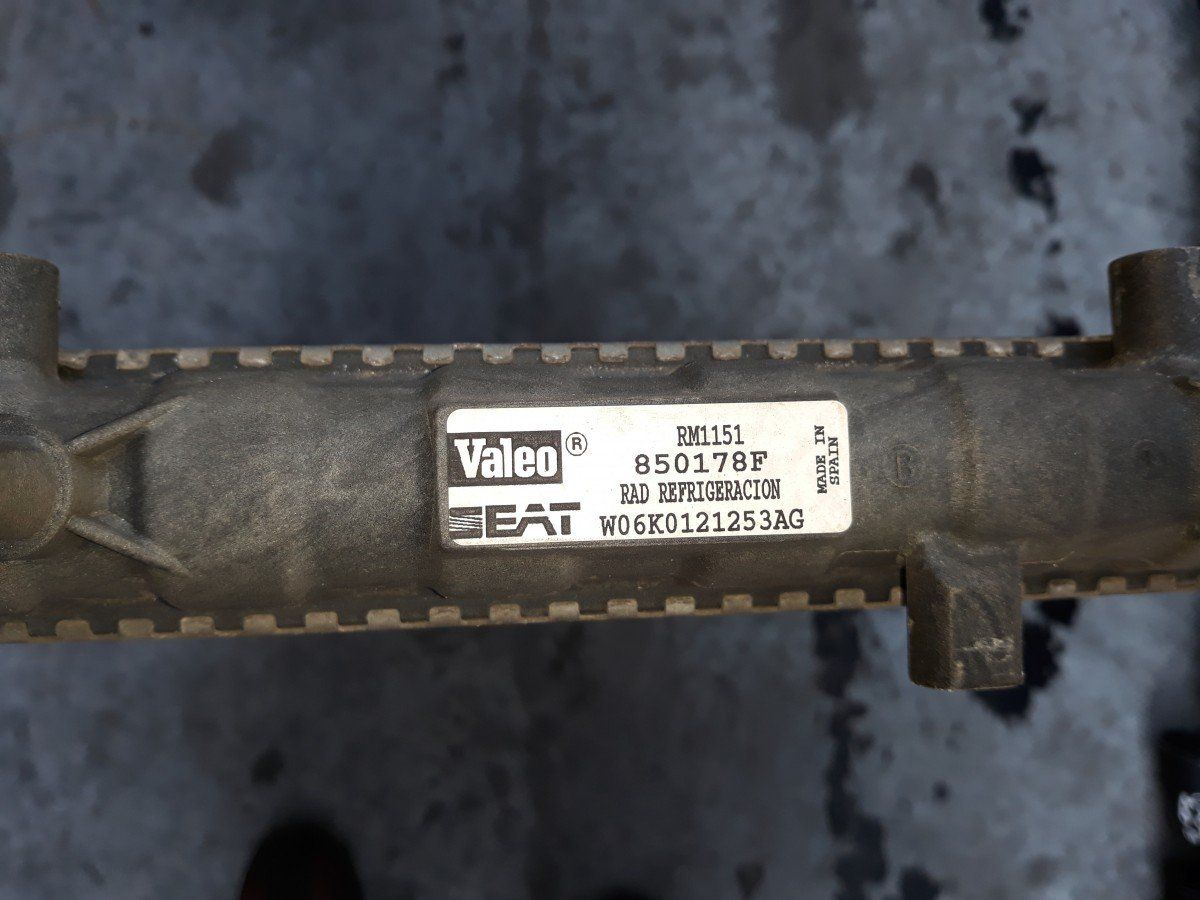 Valeo®
RM1151
850178F
RAD REFRIGERACION
SEAT W06K0121253AG
MADE IN
SPAIN
B